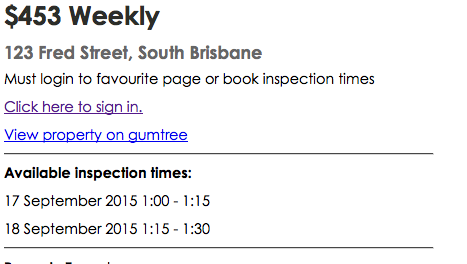 $453 Weekly
123 Fred Street, South Brisbane
Must login to favourite page or book inspection times
Click here to sign in.
View property on gumtree
Available inspection times:
17 September 2015 1:00 - 1:15
18 September 2015 1:15 - 1:30